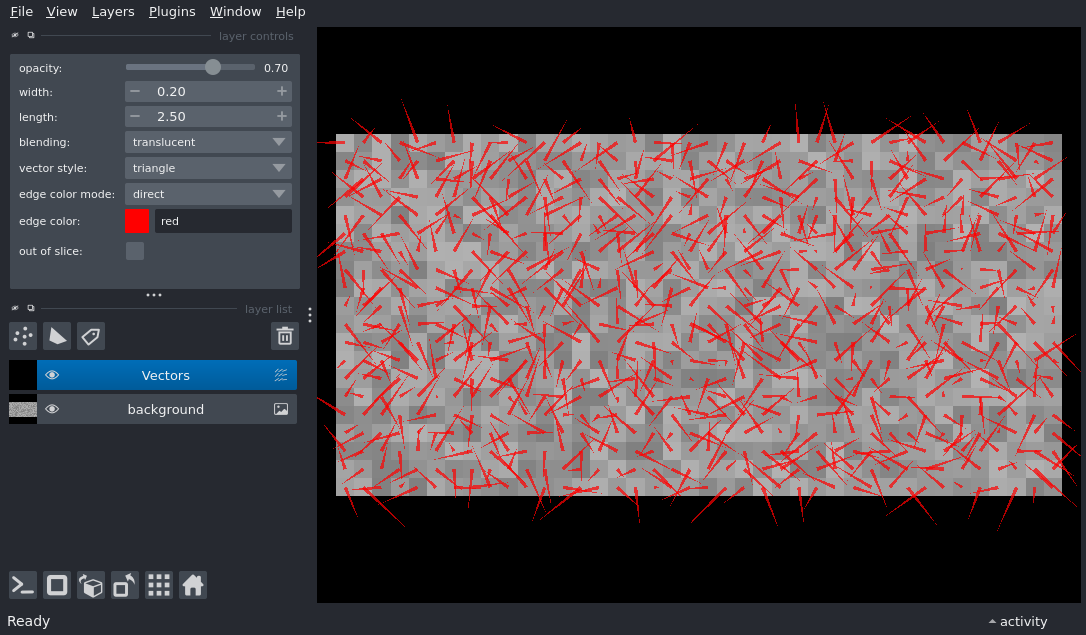 File View Layers Plugins Window Help
layer controls
opacity: 0.70
width: − 0.20 +
length: − 2.50 +
blending: translucent
vector style: triangle
edge color mode: direct
edge color: red
out of slice:
layer list
Vectors
background
Ready
activity